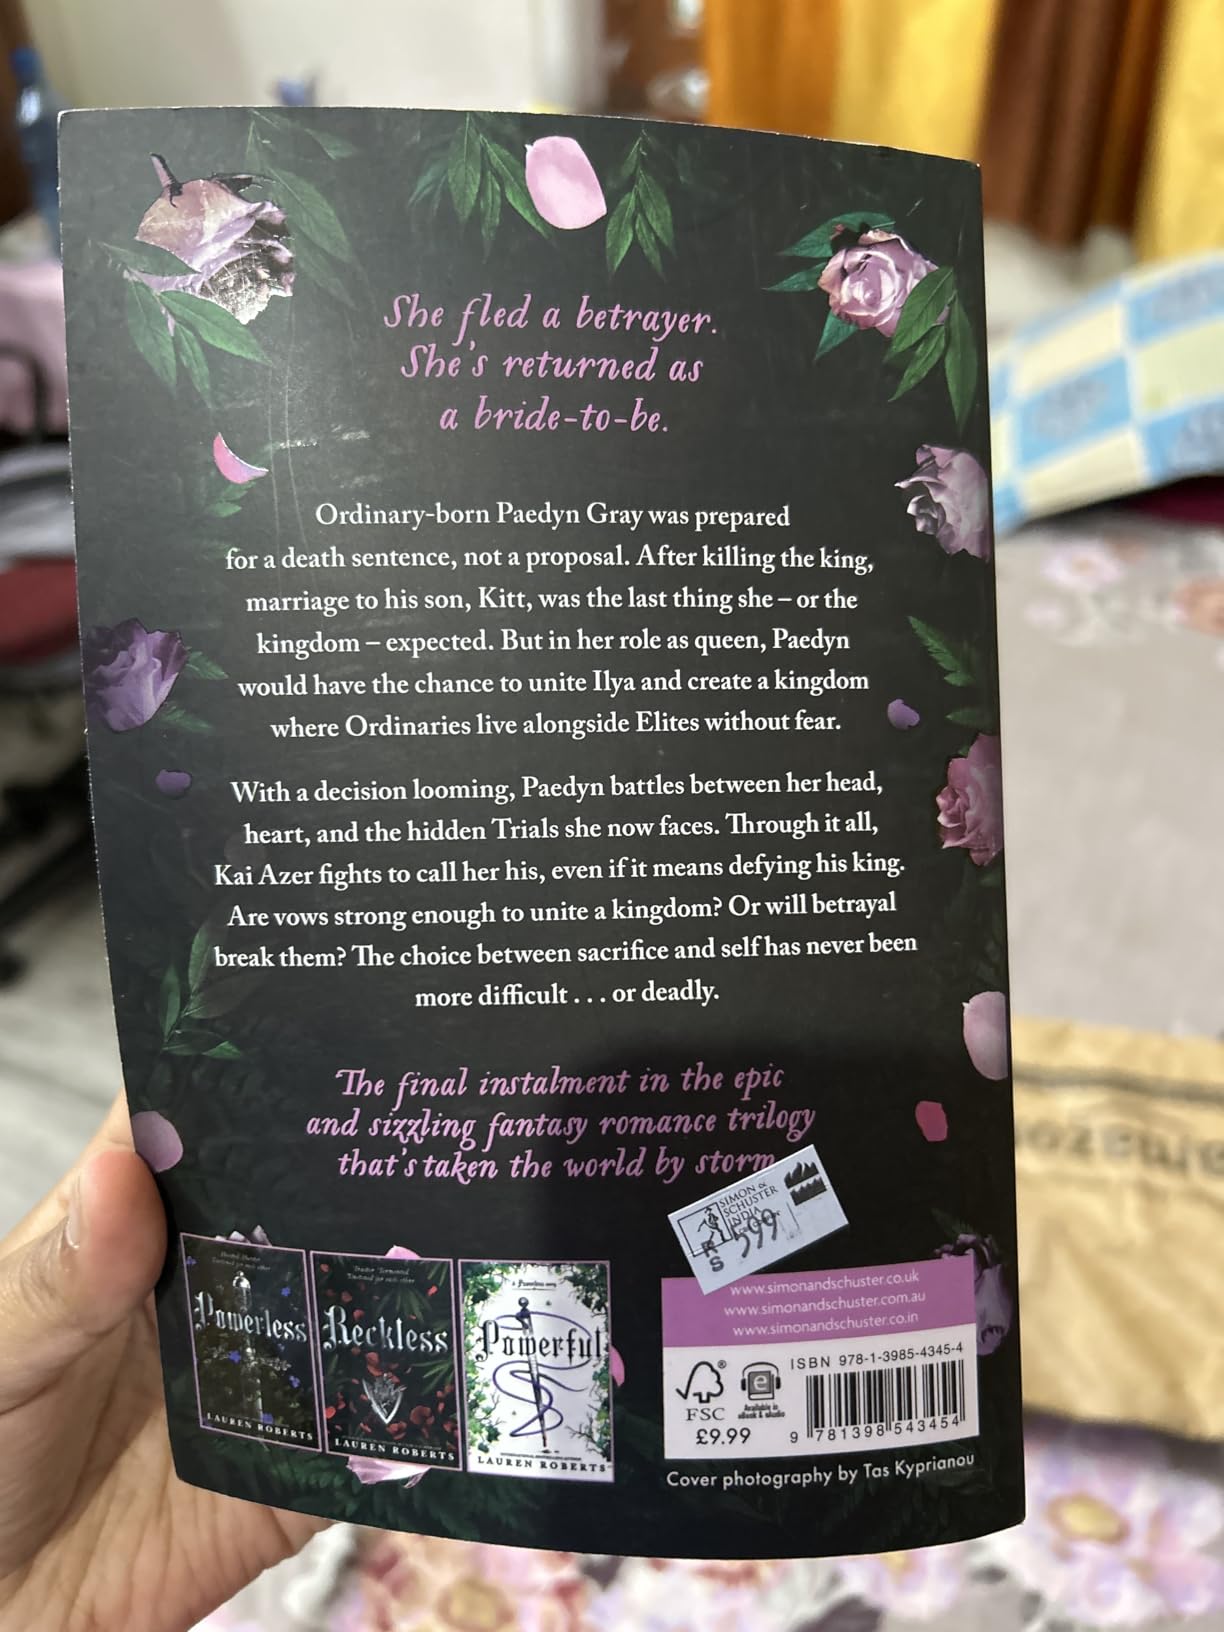 She fled a betrayer.
She's returned as
a bride-to-be.
Ordinary-born Paedyn Gray was prepared
for a death sentence, not a proposal. After killing the king,
marriage to his son, Kitt, was the last thing she – or the
kingdom – expected. But in her role as queen, Paedyn
would have the chance to unite Ilya and create a kingdom
where Ordinaries live alongside Elites without fear.
With a decision looming, Paedyn battles between her head,
heart, and the hidden Trials she now faces. Through it all,
Kai Azer fights to call her his, even if it means defying his king.
Are vows strong enough to unite a kingdom? Or will betrayal
break them? The choice between sacrifice and self has never been
more difficult . . . or deadly.
The final instalment in the epic
and sizzling fantasy romance trilogy
that's taken the world by storm
SIMON &
SCHUSTER
INDIA
RS 599
Powerless
LAUREN ROBERTS
Reckless
LAUREN ROBERTS
Powerful
LAUREN ROBERTS
www.simonandschuster.co.uk
www.simonandschuster.com.au
www.simonandschuster.co.in
FSC
£9.99
Available in
eBook & eAudio
ISBN 978-1-3985-4345-4
9 781398 543454
Cover photography by Tas Kyprianou
amazon